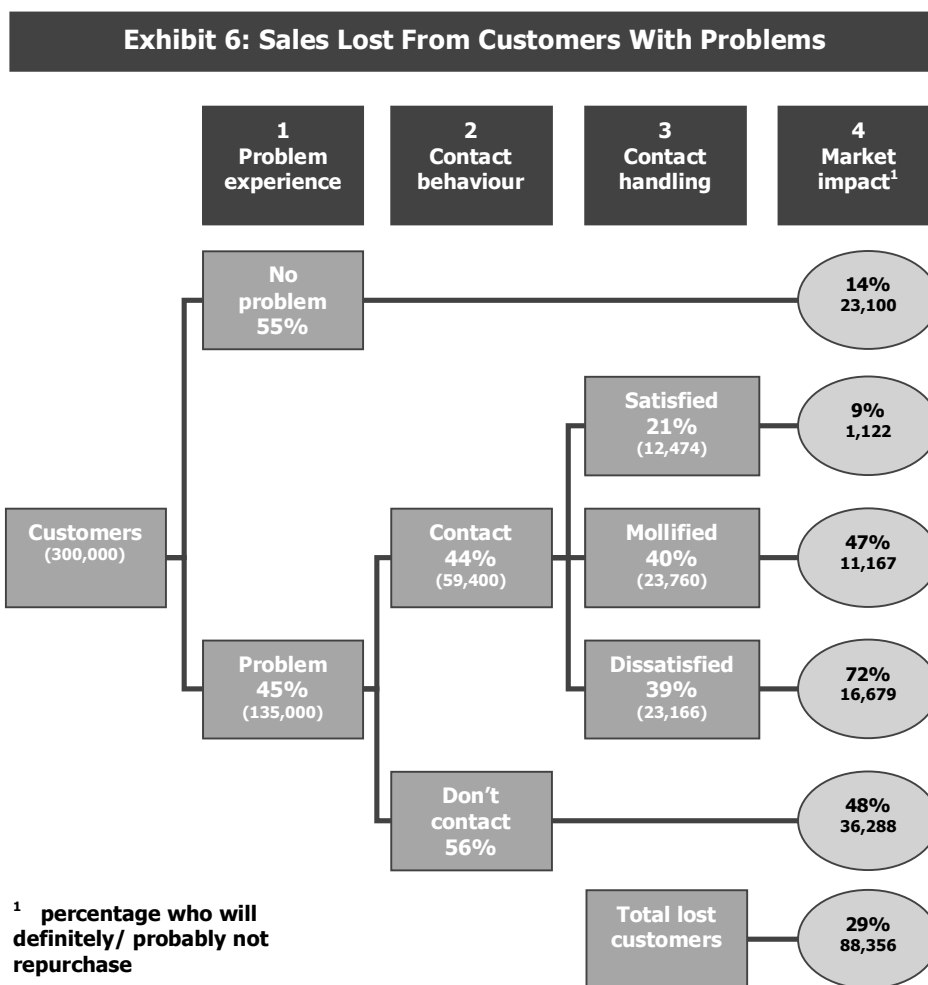 Exhibit 6: Sales Lost From Customers With Problems
1
Problem
experience
2
Contact
behaviour
3
Contact
handling
4
Market
impact¹
No
problem
55%
14%
23,100
Satisfied
21%
(12,474)
9%
1,122
Customers
(300,000)
Contact
44%
(59,400)
Mollified
40%
(23,760)
47%
11,167
Problem
45%
(135,000)
Dissatisfied
39%
(23,166)
72%
16,679
Don’t
contact
56%
48%
36,288
¹ percentage who will
definitely/ probably not
repurchase
Total lost
customers
29%
88,356